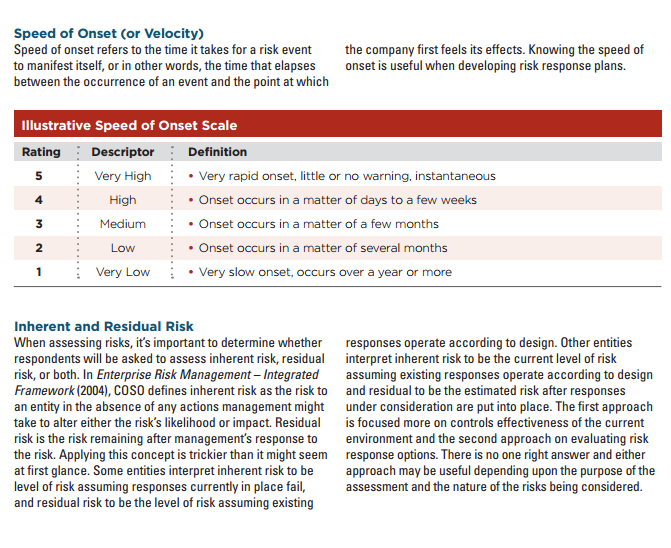 Speed of Onset (or Velocity)
Speed of onset refers to the time it takes for a risk event
to manifest itself, or in other words, the time that elapses
between the occurrence of an event and the point at which
the company first feels its effects. Knowing the speed of
onset is useful when developing risk response plans.
Illustrative Speed of Onset Scale
Rating Descriptor Definition
5 Very High • Very rapid onset, little or no warning, instantaneous
4 High • Onset occurs in a matter of days to a few weeks
3 Medium • Onset occurs in a matter of a few months
2 Low • Onset occurs in a matter of several months
1 Very Low • Very slow onset, occurs over a year or more
Inherent and Residual Risk
When assessing risks, it's important to determine whether
respondents will be asked to assess inherent risk, residual
risk, or both. In Enterprise Risk Management – Integrated
Framework (2004), COSO defines inherent risk as the risk to
an entity in the absence of any actions management might
take to alter either the risk's likelihood or impact. Residual
risk is the risk remaining after management's response to
the risk. Applying this concept is trickier than it might seem
at first glance. Some entities interpret inherent risk to be
level of risk assuming responses currently in place fail,
and residual risk to be the level of risk assuming existing
responses operate according to design. Other entities
interpret inherent risk to be the current level of risk
assuming existing responses operate according to design
and residual to be the estimated risk after responses
under consideration are put into place. The first approach
is focused more on controls effectiveness of the current
environment and the second approach on evaluating risk
response options. There is no one right answer and either
approach may be useful depending upon the purpose of the
assessment and the nature of the risks being considered.